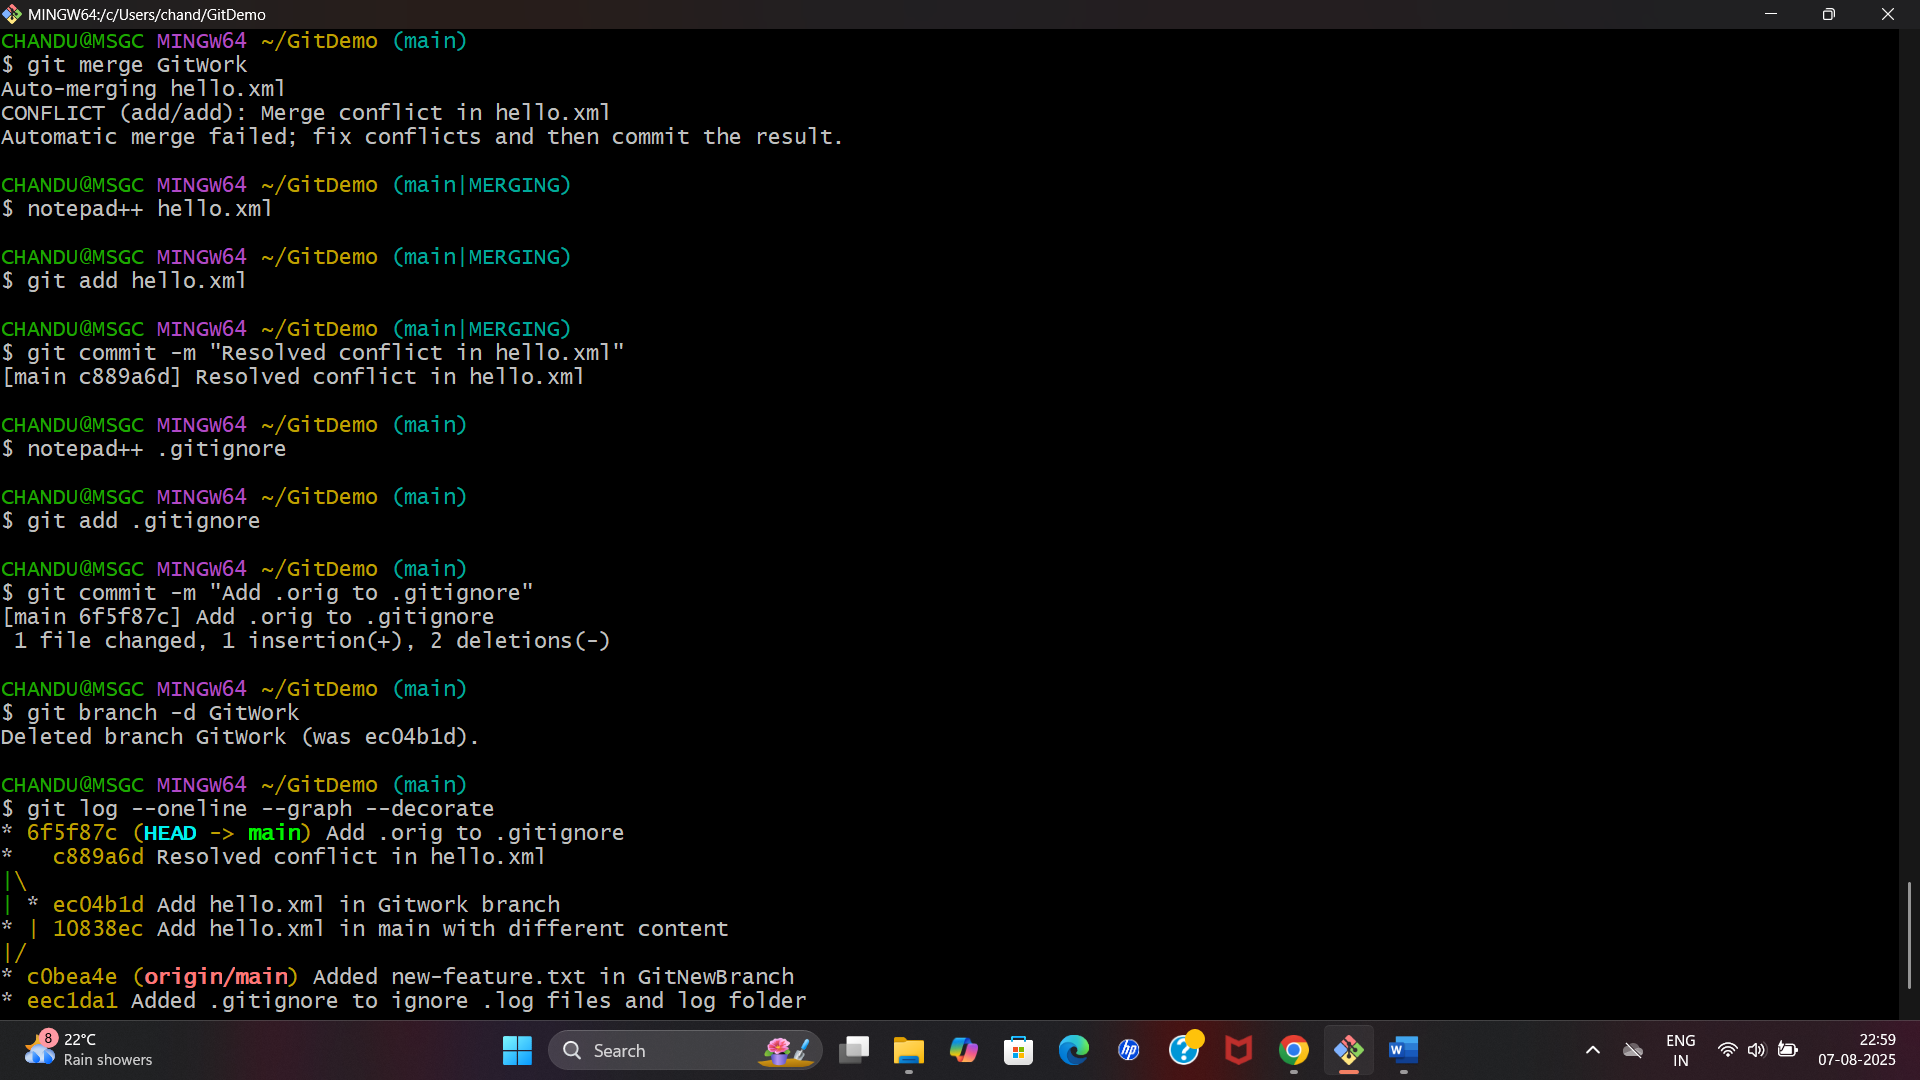 MINGW64:/c/Users/chand/GitDemo
CHANDU@MSGC MINGW64 ~/GitDemo (main)
$ git merge GitWork
Auto-merging hello.xml
CONFLICT (add/add): Merge conflict in hello.xml
Automatic merge failed; fix conflicts and then commit the result.
CHANDU@MSGC MINGW64 ~/GitDemo (main|MERGING)
$ notepad++ hello.xml
CHANDU@MSGC MINGW64 ~/GitDemo (main|MERGING)
$ git add hello.xml
CHANDU@MSGC MINGW64 ~/GitDemo (main|MERGING)
$ git commit -m "Resolved conflict in hello.xml"
[main c889a6d] Resolved conflict in hello.xml
CHANDU@MSGC MINGW64 ~/GitDemo (main)
$ notepad++ .gitignore
CHANDU@MSGC MINGW64 ~/GitDemo (main)
$ git add .gitignore
CHANDU@MSGC MINGW64 ~/GitDemo (main)
$ git commit -m "Add .orig to .gitignore"
[main 6f5f87c] Add .orig to .gitignore
 1 file changed, 1 insertion(+), 2 deletions(-)
CHANDU@MSGC MINGW64 ~/GitDemo (main)
$ git branch -d GitWork
Deleted branch GitWork (was ec04b1d).
CHANDU@MSGC MINGW64 ~/GitDemo (main)
$ git log --oneline --graph --decorate
* 6f5f87c (HEAD -> main) Add .orig to .gitignore
*   c889a6d Resolved conflict in hello.xml
|\
| * ec04b1d Add hello.xml in Gitwork branch
* | 10838ec Add hello.xml in main with different content
|/
* c0bea4e (origin/main) Added new-feature.txt in GitNewBranch
* eec1da1 Added .gitignore to ignore .log files and log folder
8
22°C
Rain showers
Search
hp
?
W
ENG
IN
22:59
07-08-2025